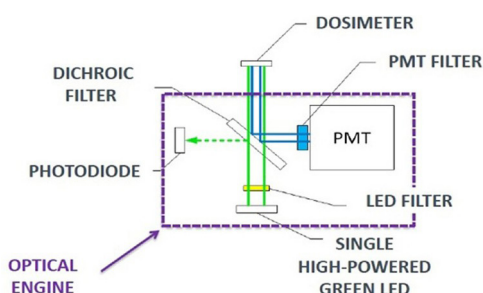 DOSIMETER
PMT FILTER
DICHROIC
FILTER
PMT
PHOTODIODE
LED FILTER
SINGLE
HIGH-POWERED
GREEN LED
OPTICAL
ENGINE